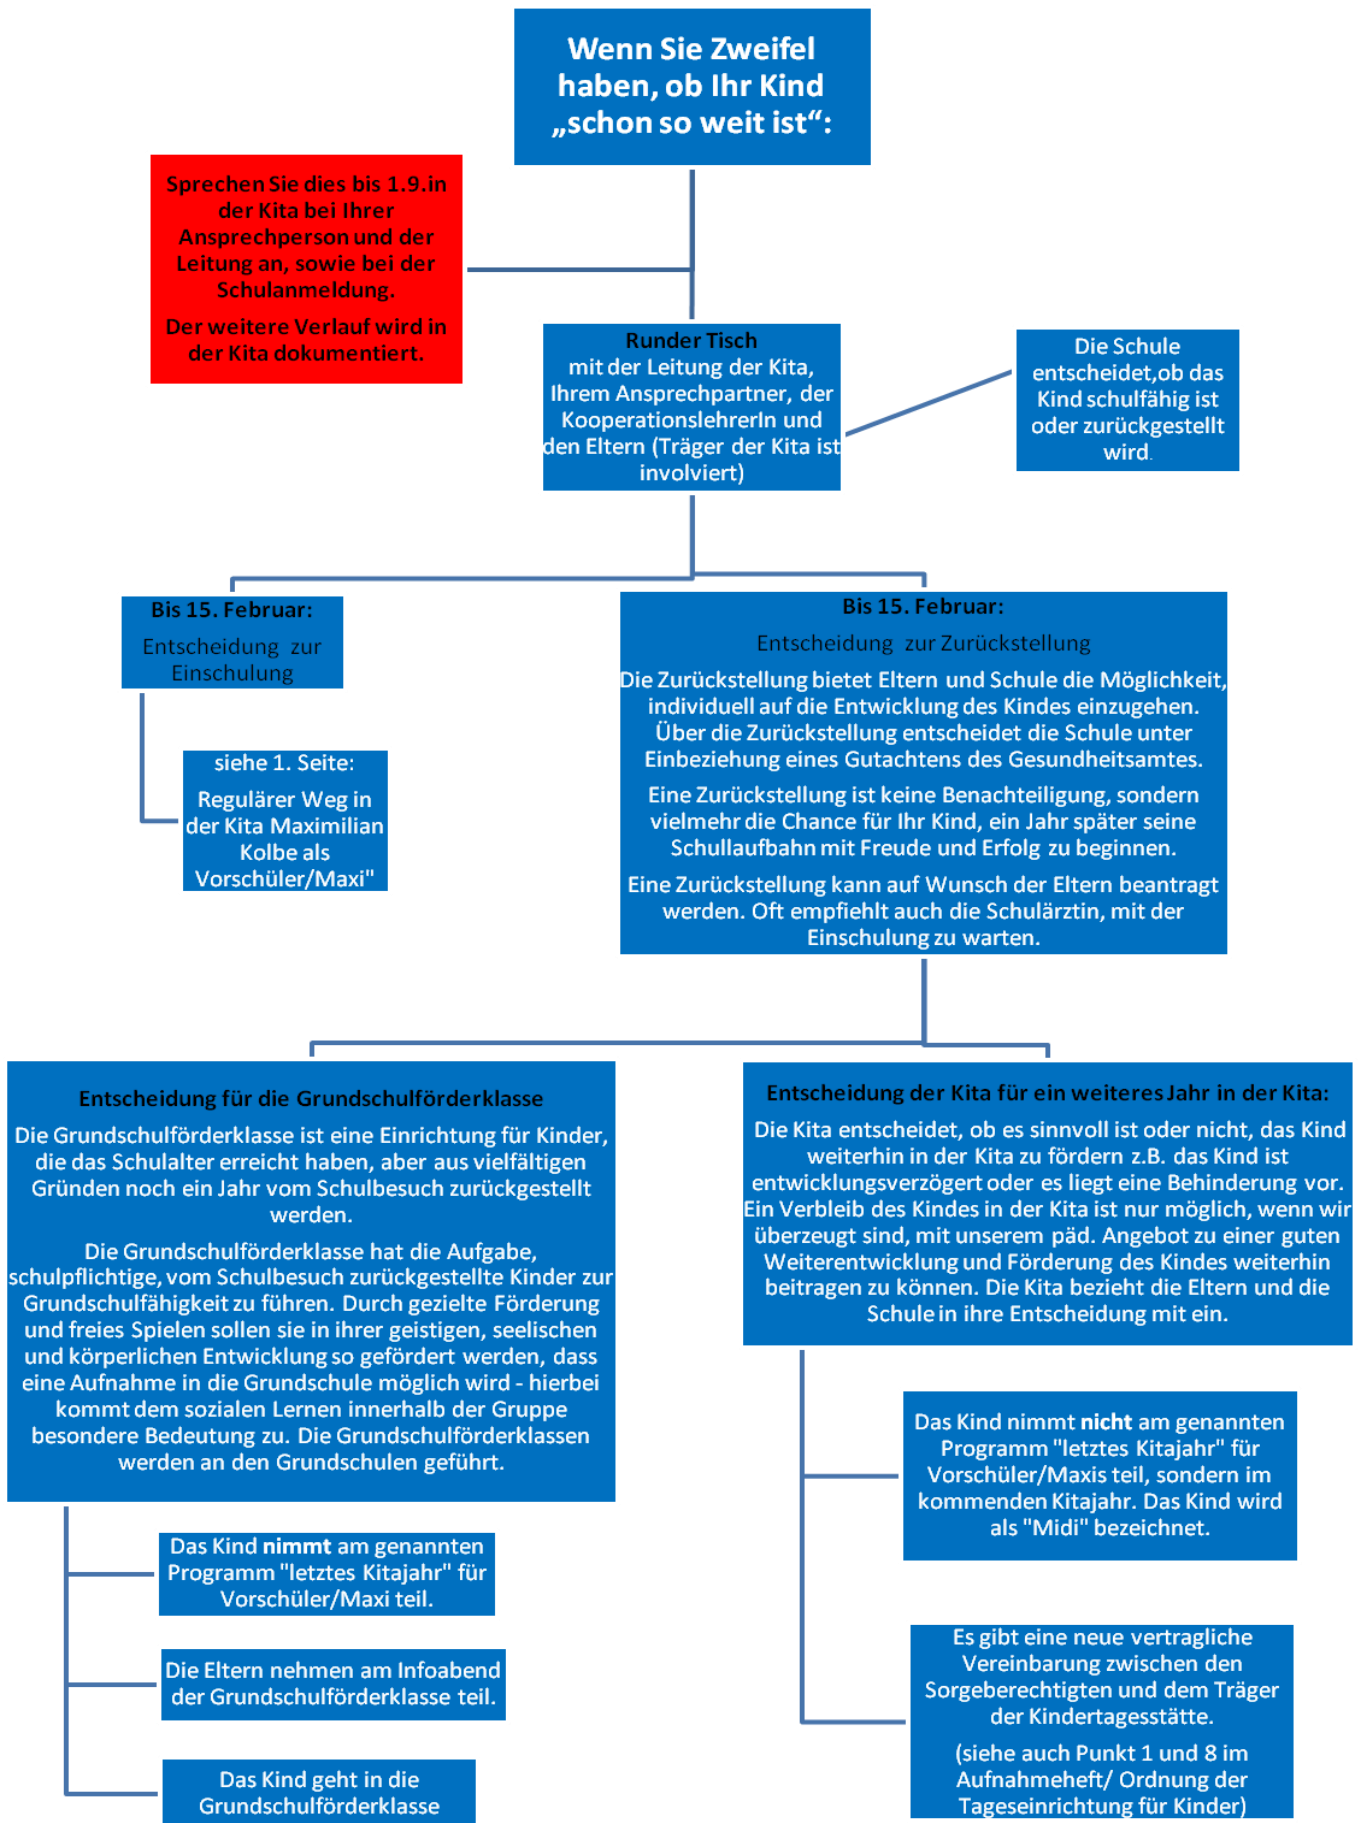 Wenn Sie Zweifel
haben, ob Ihr Kind
„schon so weit ist“:
Sprechen Sie dies bis 1.9.in
der Kita bei Ihrer
Ansprechperson und der
Leitung an, sowie bei der
Schulanmeldung.
Der weitere Verlauf wird in
der Kita dokumentiert.
Runder Tisch
mit der Leitung der Kita,
Ihrem Ansprechpartner, der
KooperationslehrerIn und
den Eltern (Träger der Kita ist
involviert)
Die Schule
entscheidet,ob das
Kind schulfähig ist
oder zurückgestellt
wird.
Bis 15. Februar:
Entscheidung zur
Einschulung
siehe 1. Seite:
Regulärer Weg in
der Kita Maximilian
Kolbe als
Vorschüler/Maxi"
Bis 15. Februar:
Entscheidung zur Zurückstellung
Die Zurückstellung bietet Eltern und Schule die Möglichkeit,
individuell auf die Entwicklung des Kindes einzugehen.
Über die Zurückstellung entscheidet die Schule unter
Einbeziehung eines Gutachtens des Gesundheitsamtes.
Eine Zurückstellung ist keine Benachteiligung, sondern
vielmehr die Chance für Ihr Kind, ein Jahr später seine
Schullaufbahn mit Freude und Erfolg zu beginnen.
Eine Zurückstellung kann auf Wunsch der Eltern beantragt
werden. Oft empfiehlt auch die Schulärztin, mit der
Einschulung zu warten.
Entscheidung für die Grundschulförderklasse
Die Grundschulförderklasse ist eine Einrichtung für Kinder,
die das Schulalter erreicht haben, aber aus vielfältigen
Gründen noch ein Jahr vom Schulbesuch zurückgestellt
werden.
Die Grundschulförderklasse hat die Aufgabe,
schulpflichtige, vom Schulbesuch zurückgestellte Kinder zur
Grundschulfähigkeit zu führen. Durch gezielte Förderung
und freies Spielen sollen sie in ihrer geistigen, seelischen
und körperlichen Entwicklung so gefördert werden, dass
eine Aufnahme in die Grundschule möglich wird - hierbei
kommt dem sozialen Lernen innerhalb der Gruppe
besondere Bedeutung zu. Die Grundschulförderklassen
werden an den Grundschulen geführt.
Das Kind nimmt am genannten
Programm "letztes Kitajahr" für
Vorschüler/Maxi teil.
Die Eltern nehmen am Infoabend
der Grundschulförderklasse teil.
Das Kind geht in die
Grundschulförderklasse
Entscheidung der Kita für ein weiteres Jahr in der Kita:
Die Kita entscheidet, ob es sinnvoll ist oder nicht, das Kind
weiterhin in der Kita zu fördern z.B. das Kind ist
entwicklungsverzögert oder es liegt eine Behinderung vor.
Ein Verbleib des Kindes in der Kita ist nur möglich, wenn wir
überzeugt sind, mit unserem päd. Angebot zu einer guten
Weiterentwicklung und Förderung des Kindes weiterhin
beitragen zu können. Die Kita bezieht die Eltern und die
Schule in ihre Entscheidung mit ein.
Das Kind nimmt nicht am genannten
Programm "letztes Kitajahr" für
Vorschüler/Maxis teil, sondern im
kommenden Kitajahr. Das Kind wird
als "Midi" bezeichnet.
Es gibt eine neue vertragliche
Vereinbarung zwischen den
Sorgeberechtigten und dem Träger
der Kindertagesstätte.
(siehe auch Punkt 1 und 8 im
Aufnahmeheft/ Ordnung der
Tageseinrichtung für Kinder)